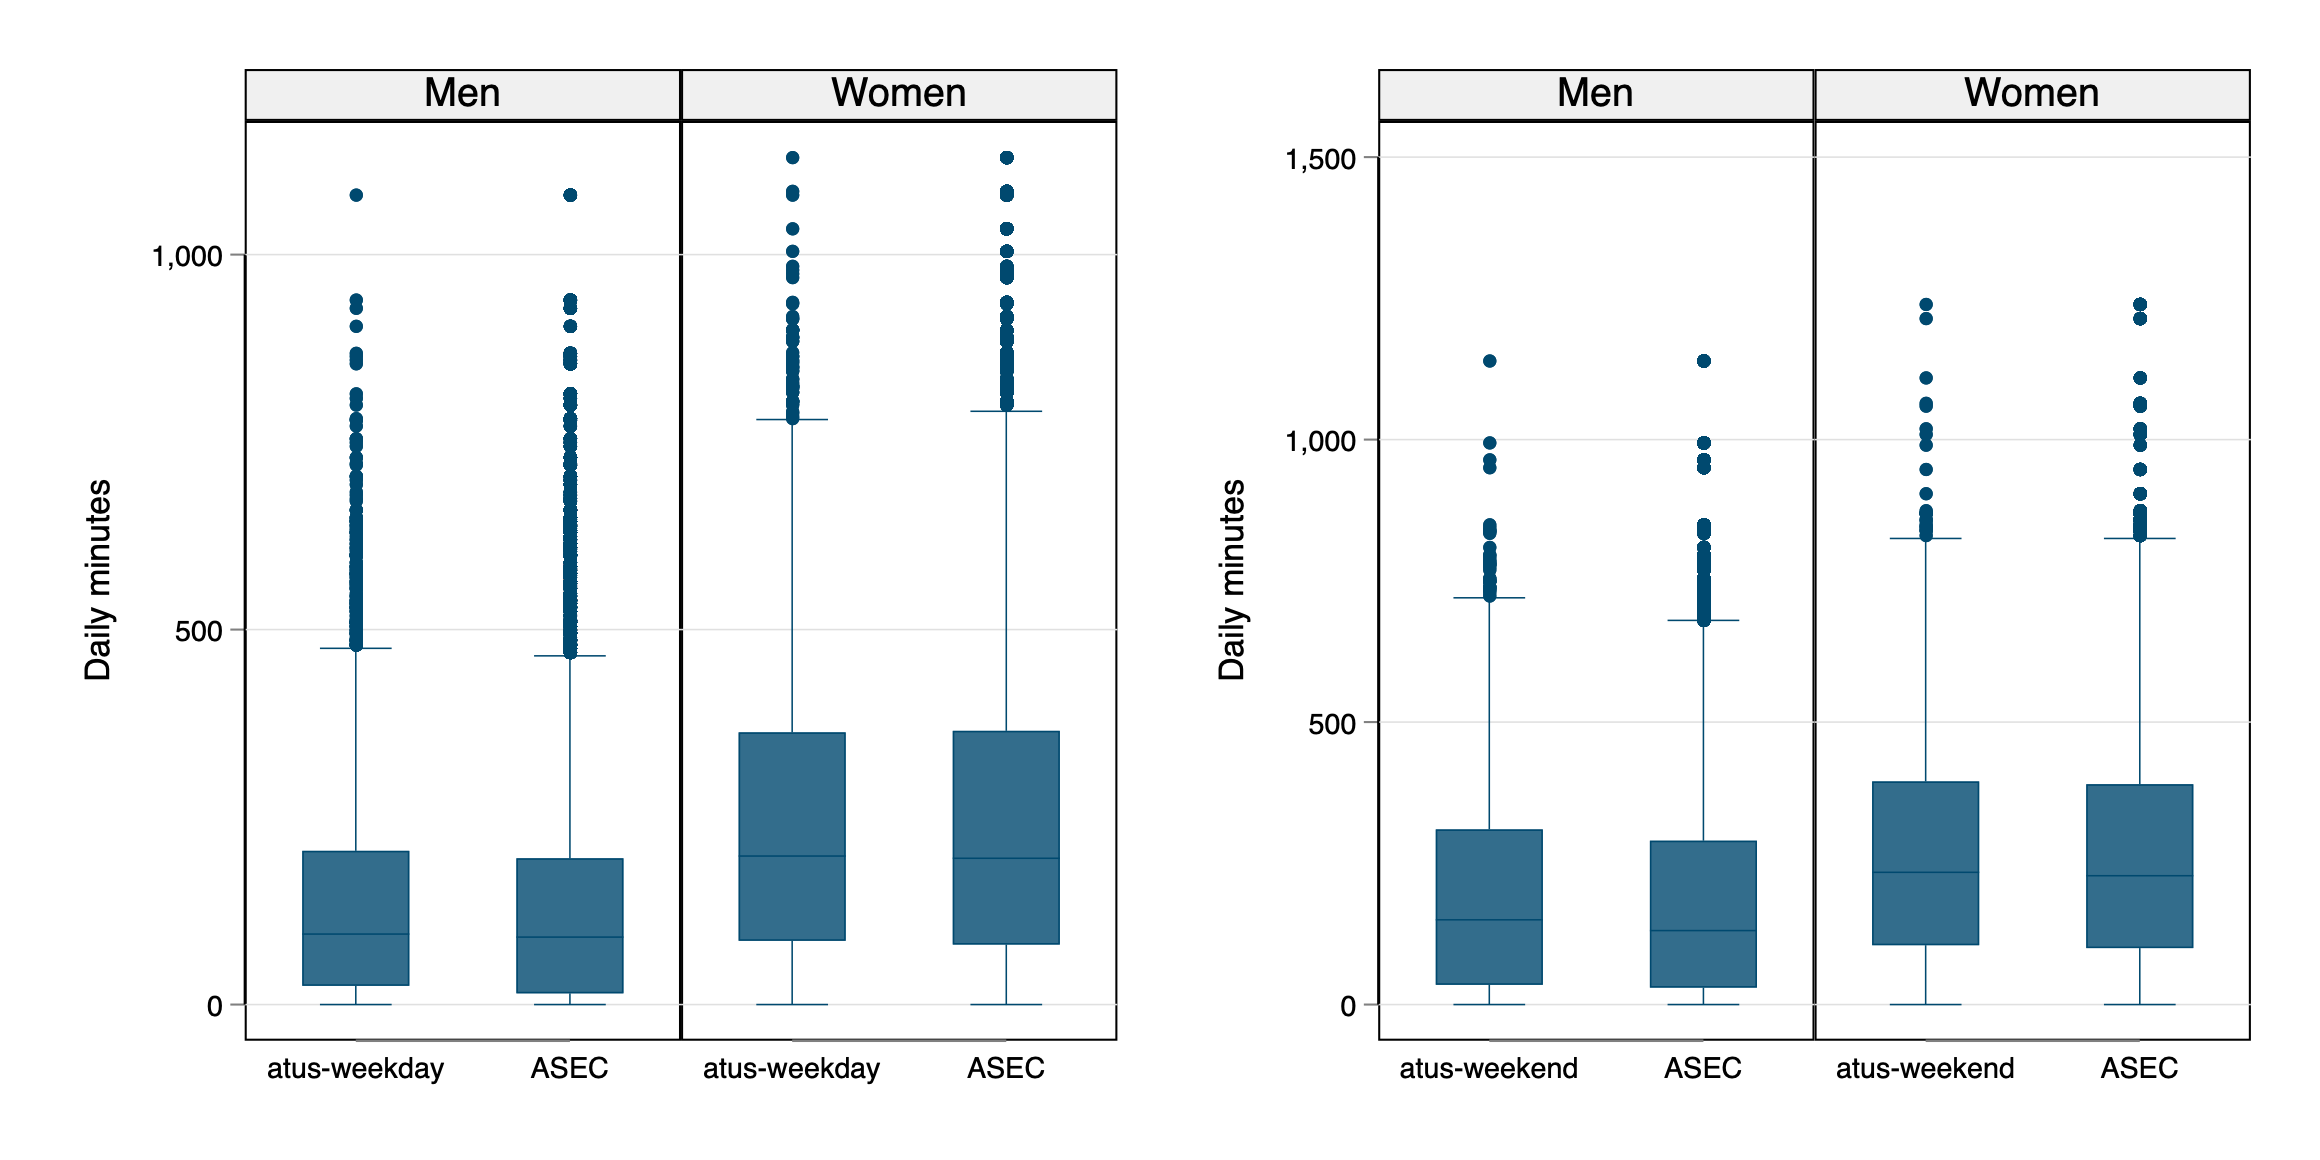 Men Women
1,000
500
0
Daily minutes
atus-weekday ASEC atus-weekday ASEC
Men Women
1,500
1,000
500
0
Daily minutes
atus-weekend ASEC atus-weekend ASEC